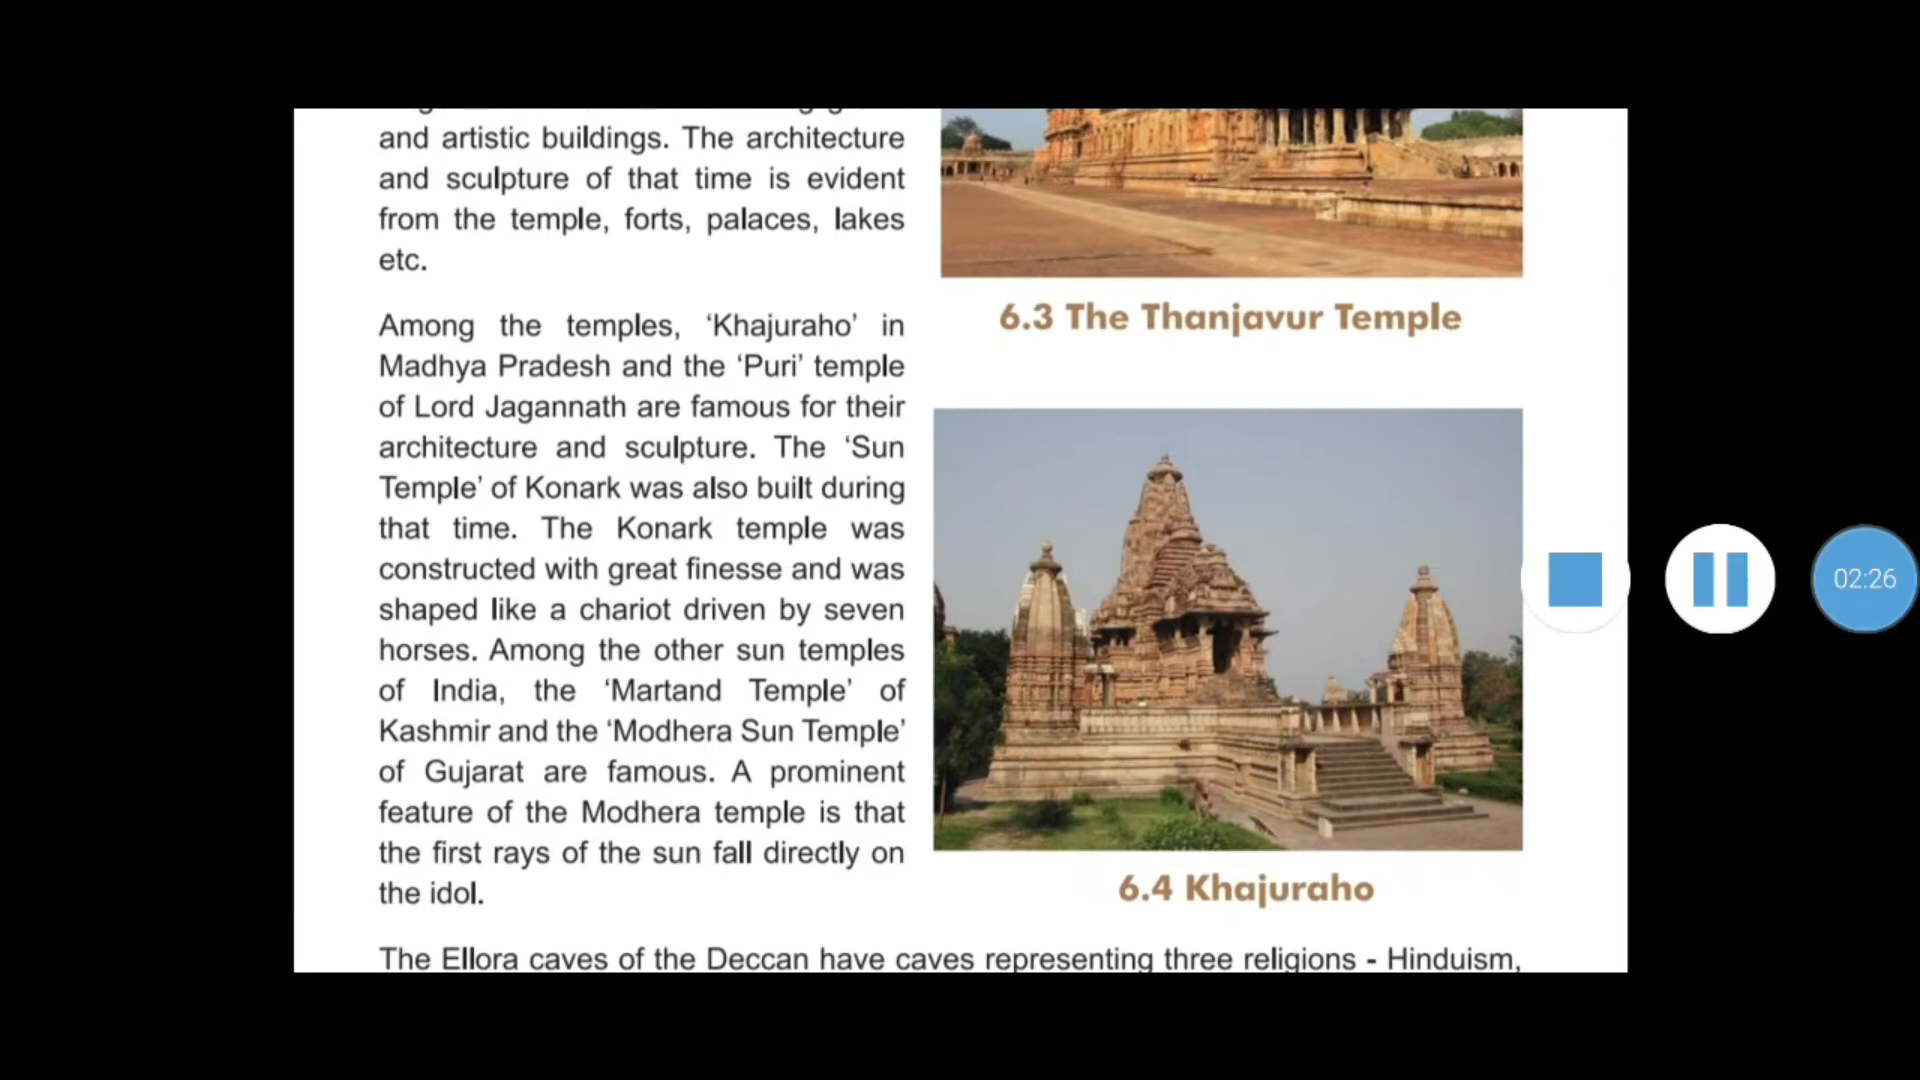 and artistic buildings. The architecture
and sculpture of that time is evident
from the temple, forts, palaces, lakes
etc.
6.3 The Thanjavur Temple
Among the temples, ‘Khajuraho’ in
Madhya Pradesh and the ‘Puri’ temple
of Lord Jagannath are famous for their
architecture and sculpture. The ‘Sun
Temple’ of Konark was also built during
that time. The Konark temple was
constructed with great finesse and was
shaped like a chariot driven by seven
horses. Among the other sun temples
of India, the ‘Martand Temple’ of
Kashmir and the ‘Modhera Sun Temple’
of Gujarat are famous. A prominent
feature of the Modhera temple is that
the first rays of the sun fall directly on
the idol.
6.4 Khajuraho
The Ellora caves of the Deccan have caves representing three religions - Hinduism,
02:26